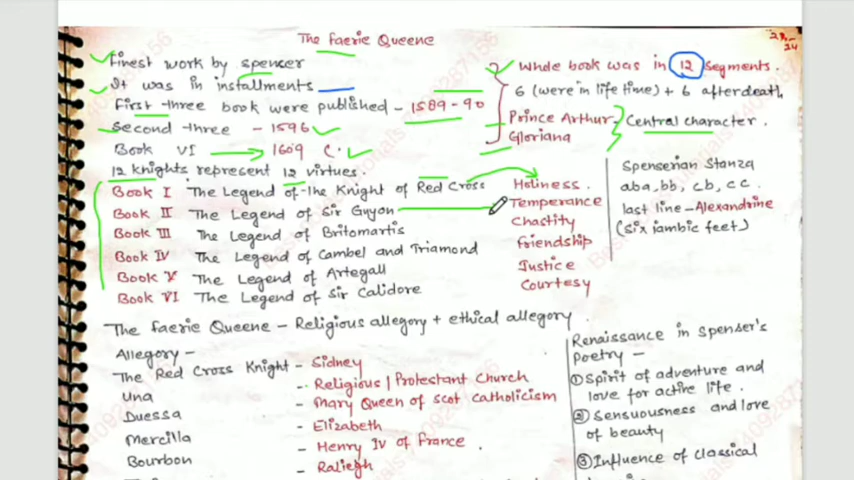 The Faerie Queene
28-24
Finest work by spencer
It was in installments
First three book were published - 1589-90
Second three - 1596
Book VI → 1609 C.
12 knights represent 12 virtues.
Whole book was in 12 segments.
6 (were in life time) + 6 after death
Prince Arthur
Gloriana
Central character.
Book I The Legend of the Knight of Red Cross Holiness.
Book II The Legend of Sir Guyon Temperance
Book III The Legend of Britomartis Chastity
Book IV The Legend of Cambel and Triamond Friendship
Book V The Legend of Artegall Justice
Book VI The Legend of Sir Calidore Courtesy
Spenserian Stanza
aba, bb, cb, cc.
last line - Alexandrine
(six iambic feet)
The Faerie Queene - Religious allegory + ethical allegory
Allegory -
The Red Cross Knight - Sidney
Una - Religious / Protestant Church
Duessa - Mary Queen of scot catholicism
Mercilla - Elizabeth
Bourbon - Henry IV of France
- Raliegh
Renaissance in Spenser's
Poetry -
① Spirit of adventure and
love for active life.
② Sensuousness and love
of beauty
③ Influence of classical